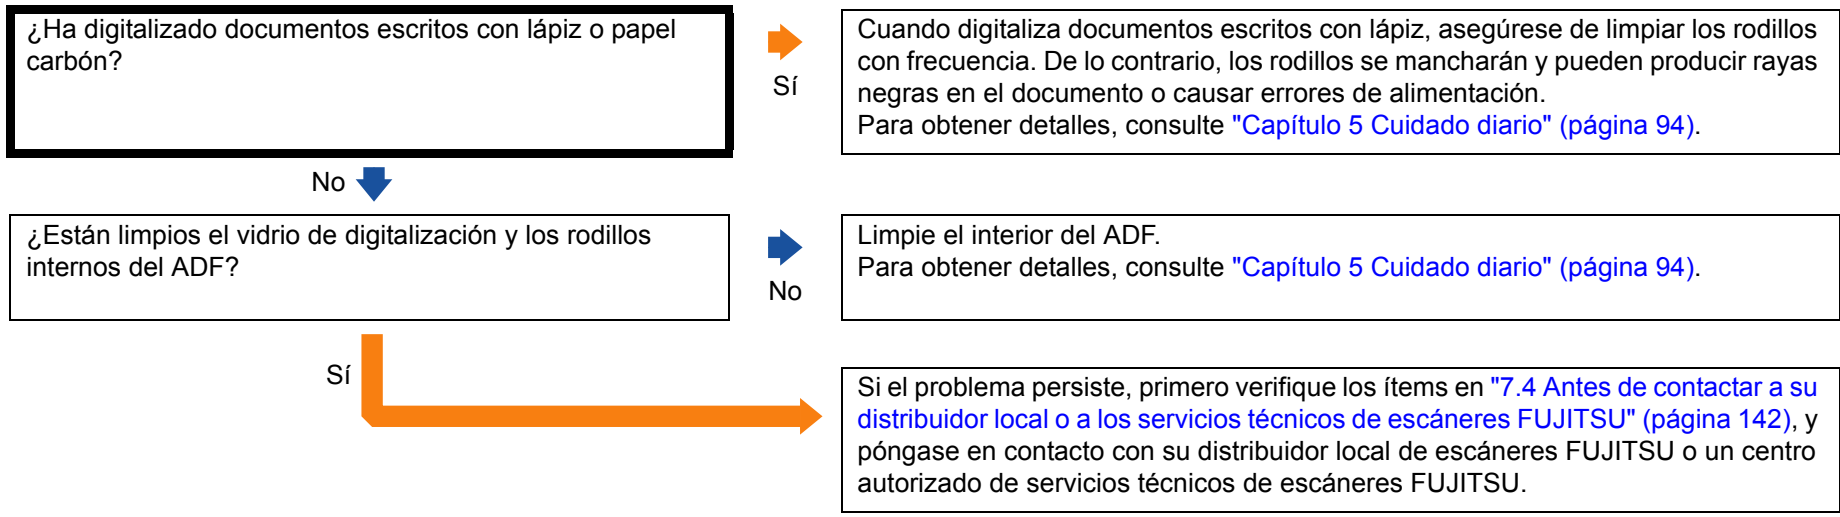 ¿Ha digitalizado documentos escritos con lápiz o papel
carbón?
Sí
Cuando digitaliza documentos escritos con lápiz, asegúrese de limpiar los rodillos
con frecuencia. De lo contrario, los rodillos se mancharán y pueden producir rayas
negras en el documento o causar errores de alimentación.
Para obtener detalles, consulte "Capítulo 5 Cuidado diario" (página 94).
No
¿Están limpios el vidrio de digitalización y los rodillos
internos del ADF?
No
Limpie el interior del ADF.
Para obtener detalles, consulte "Capítulo 5 Cuidado diario" (página 94).
Sí
Si el problema persiste, primero verifique los ítems en "7.4 Antes de contactar a su
distribuidor local o a los servicios técnicos de escáneres FUJITSU" (página 142), y
póngase en contacto con su distribuidor local de escáneres FUJITSU o un centro
autorizado de servicios técnicos de escáneres FUJITSU.